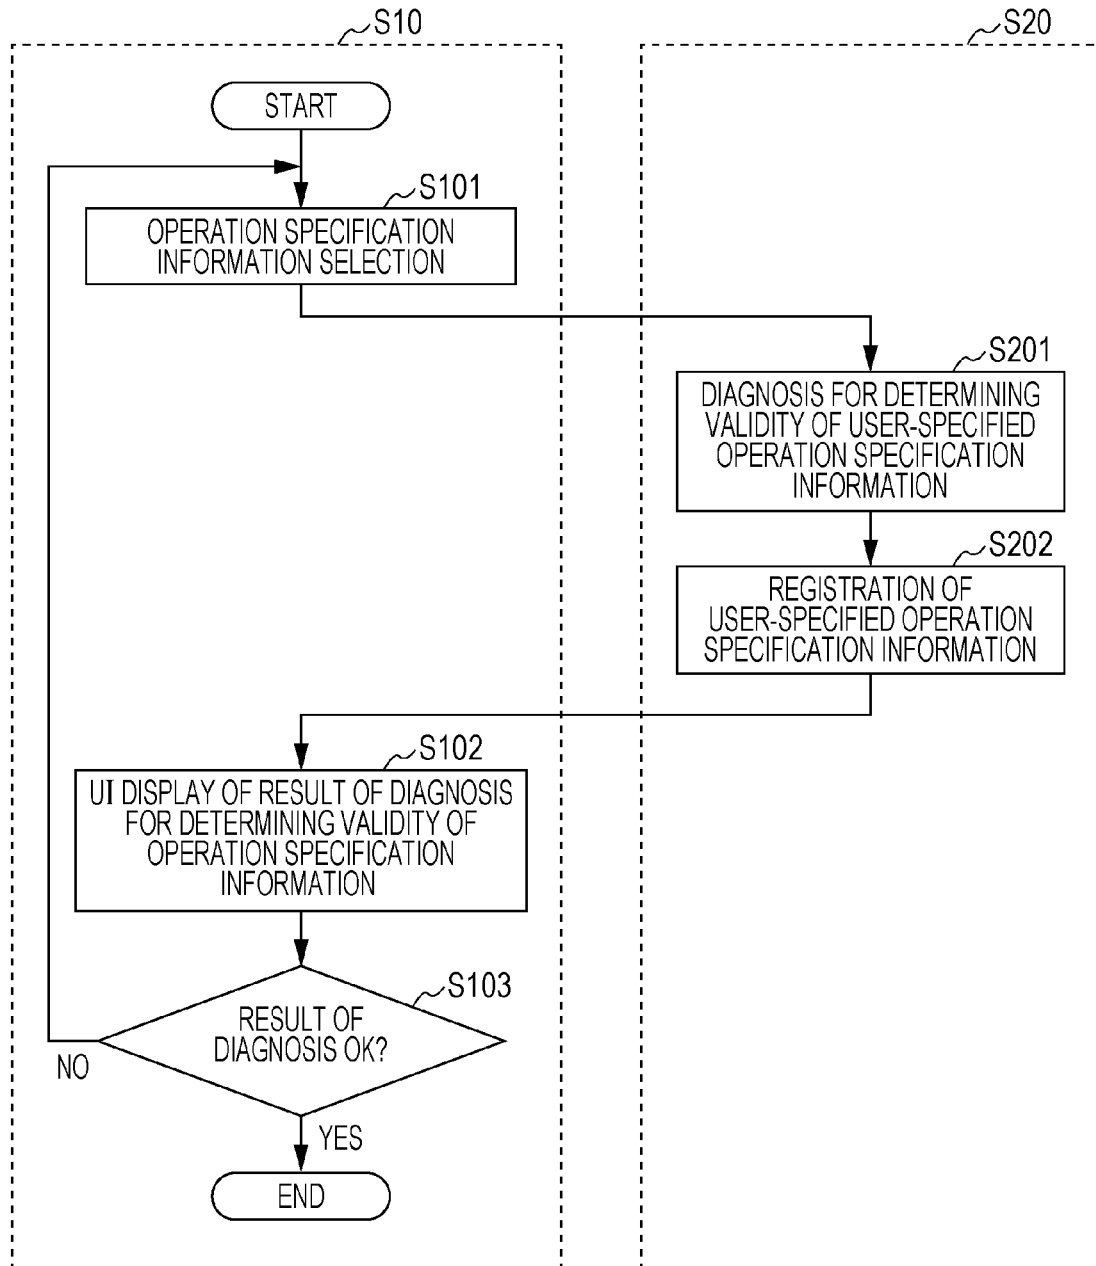 S10
S20
START
S101
OPERATION SPECIFICATION
INFORMATION SELECTION
S201
DIAGNOSIS FOR DETERMINING
VALIDITY OF USER-SPECIFIED
OPERATION SPECIFICATION
INFORMATION
S202
REGISTRATION OF
USER-SPECIFIED OPERATION
SPECIFICATION INFORMATION
S102
UI DISPLAY OF RESULT OF DIAGNOSIS
FOR DETERMINING VALIDITY OF
OPERATION SPECIFICATION
INFORMATION
S103
RESULT OF
DIAGNOSIS OK?
NO
YES
END